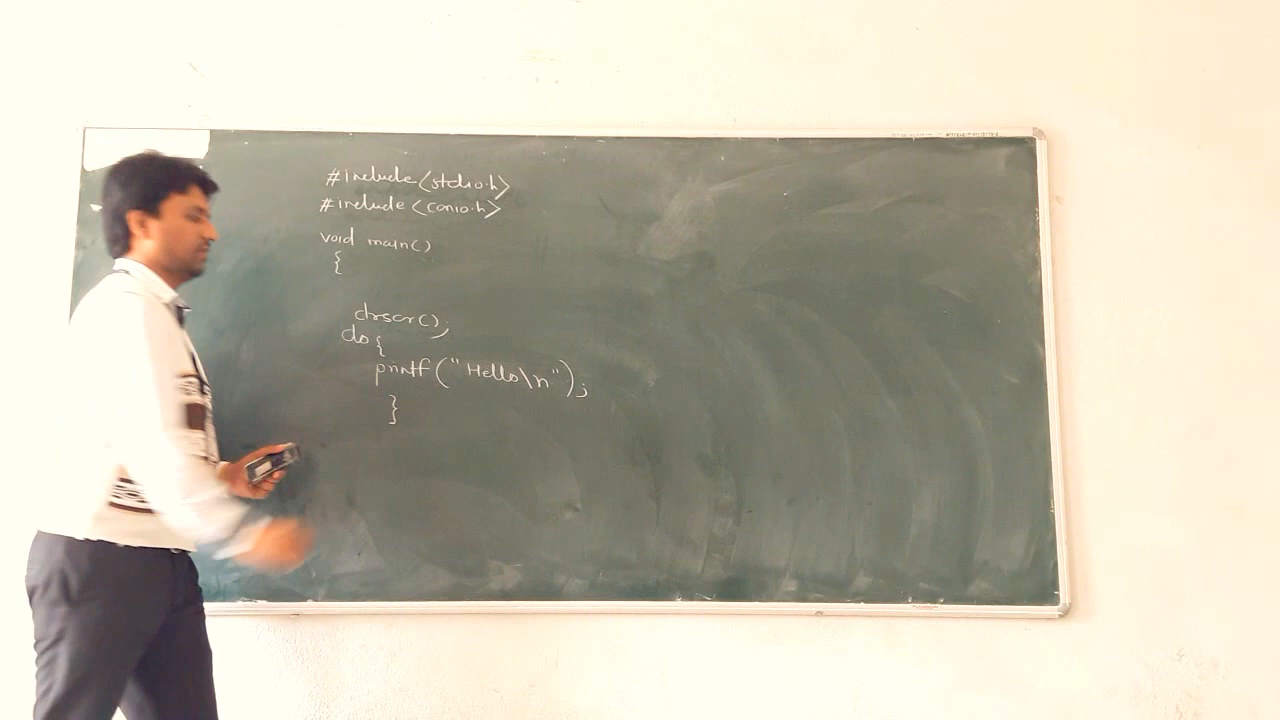 #include<stdio.h>
#include<conio.h>
void main()
{
clrscr();
do{
printf("Hello\n");
}